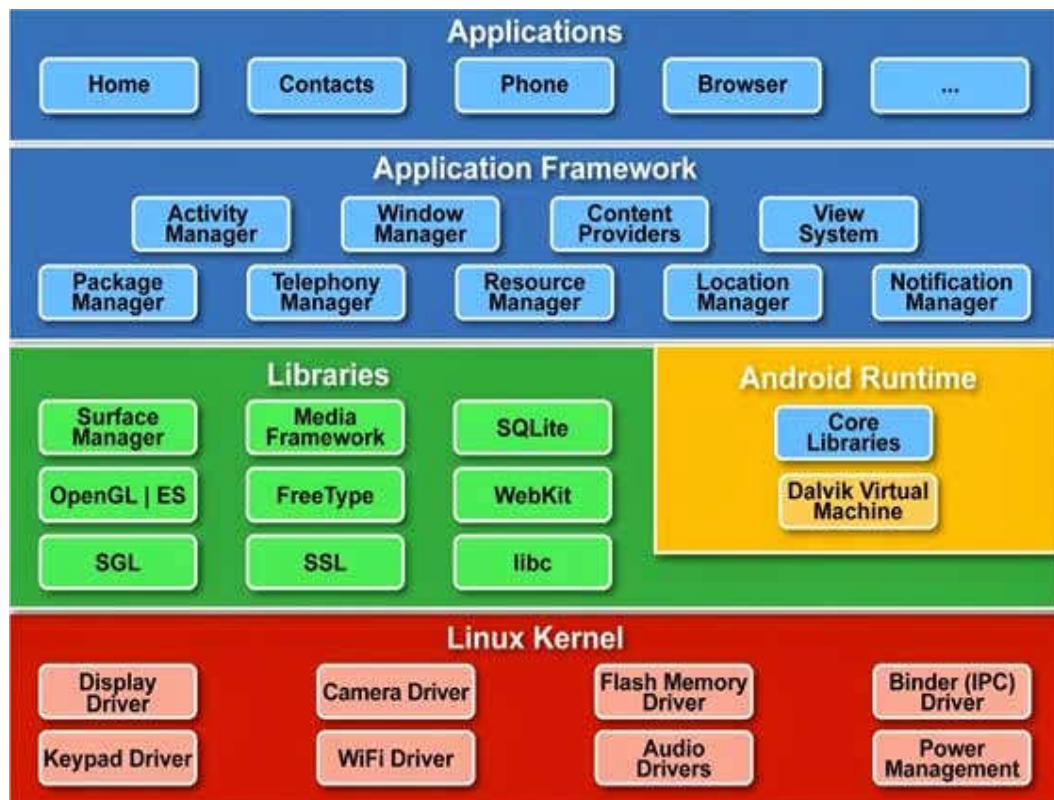 Applications
Home
Contacts
Phone
Browser
...
Application Framework
Activity
Manager
Window
Manager
Content
Providers
View
System
Package
Manager
Telephony
Manager
Resource
Manager
Location
Manager
Notification
Manager
Libraries
Surface
Manager
Media
Framework
SQLite
OpenGL | ES
FreeType
WebKit
SGL
SSL
libc
Android Runtime
Core
Libraries
Dalvik Virtual
Machine
Linux Kernel
Display
Driver
Camera Driver
Flash Memory
Driver
Binder (IPC)
Driver
Keypad Driver
WiFi Driver
Audio
Drivers
Power
Management